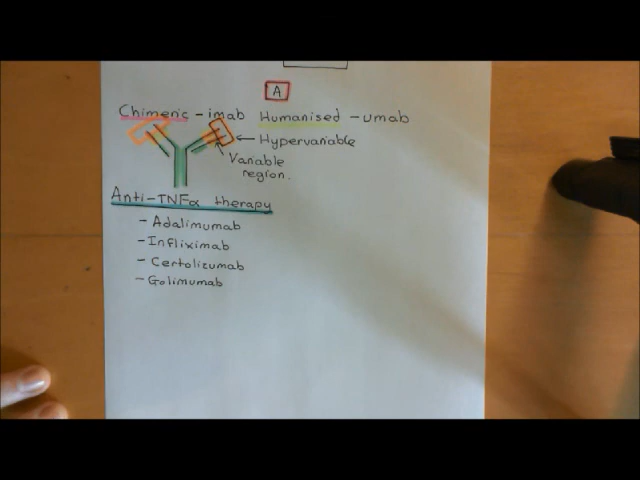 A
Chimeric - imab Humanised - umab
Hypervariable
Variable
region.
Anti-TNFα therapy
- Adalimumab
- Infliximab
- Certolizumab
- Golimumab